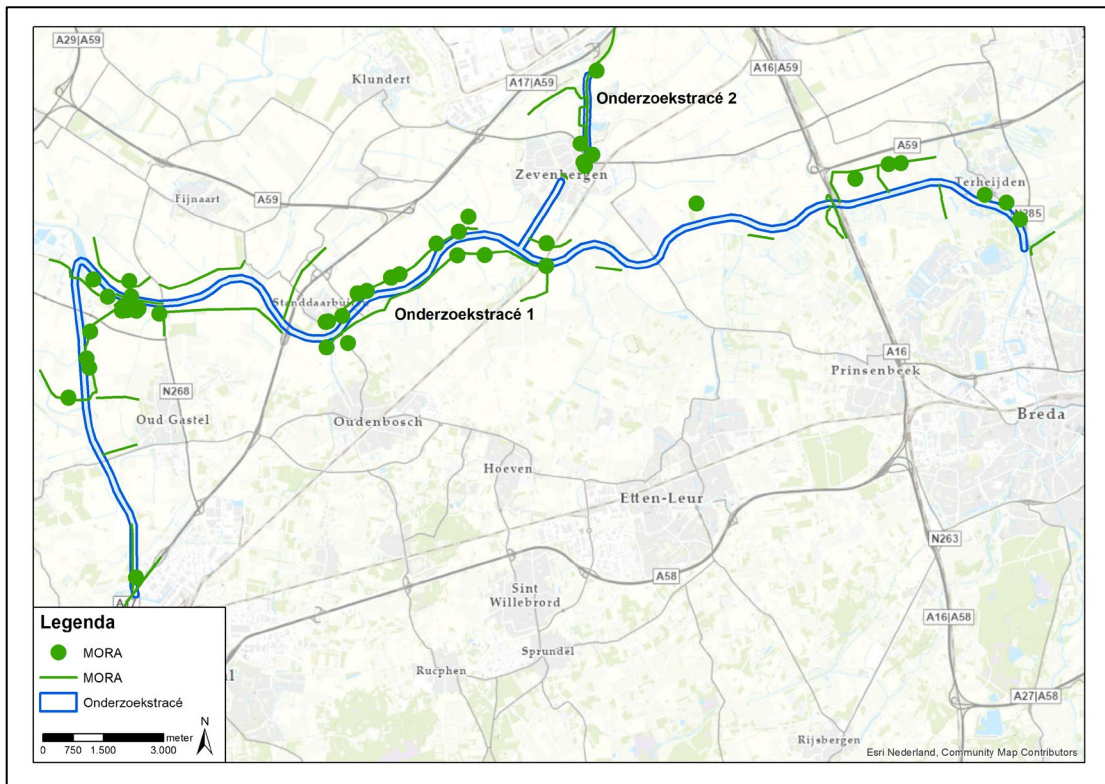 A29|A59
Klundert
A17|A59
A16|A59
Onderzoekstracé 2
A59
Zevenbergen
Terheijden
Fijnaart
A59
N285
Onderzoekstracé 1
A16
Prinsenbeek
N268
Oud Gastel
Oudenbosch
Breda
Hoeven
Etten-Leur
N263
A58
Sint
Willebrord
A16|A58
Sprundel
Rucphen
A27|A58
Rijsbergen
Legenda
MORA
MORA
Onderzoekstracé
0 750 1.500 3.000 meter
N
Esri Nederland, Community Map Contributors